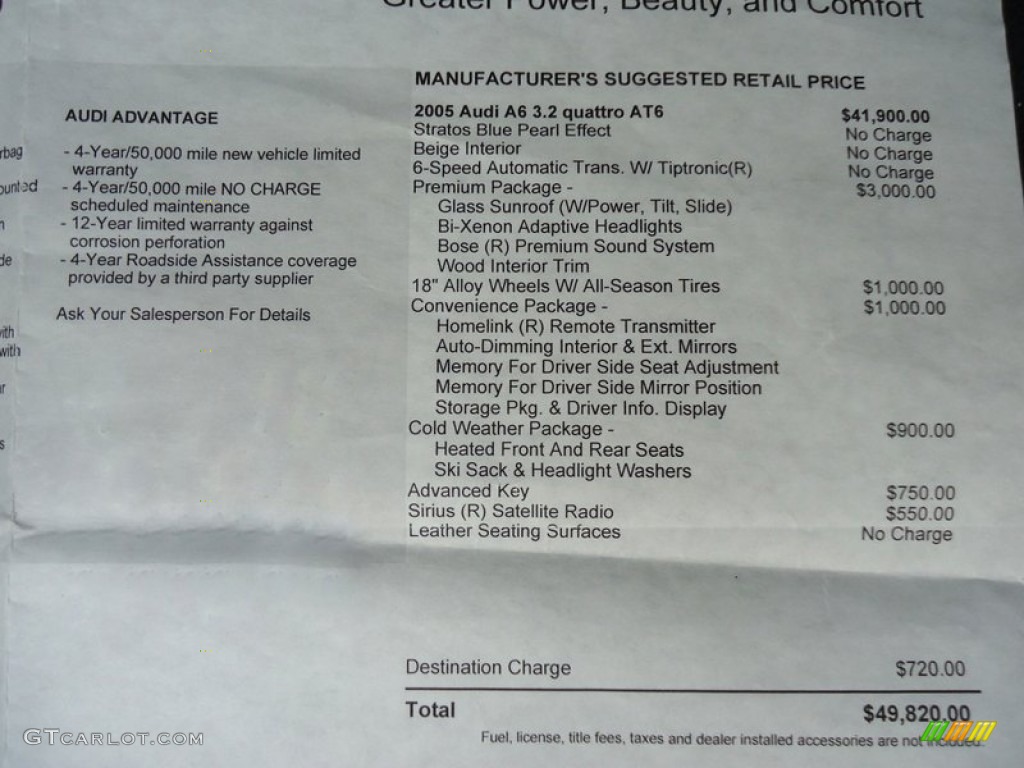 Greater Power, Beauty, and Comfort
MANUFACTURER'S SUGGESTED RETAIL PRICE
2005 Audi A6 3.2 quattro AT6 $41,900.00
Stratos Blue Pearl Effect No Charge
Beige Interior No Charge
6-Speed Automatic Trans. W/ Tiptronic(R) No Charge
Premium Package - $3,000.00
Glass Sunroof (W/Power, Tilt, Slide)
Bi-Xenon Adaptive Headlights
Bose (R) Premium Sound System
Wood Interior Trim
18" Alloy Wheels W/ All-Season Tires $1,000.00
Convenience Package - $1,000.00
Homelink (R) Remote Transmitter
Auto-Dimming Interior & Ext. Mirrors
Memory For Driver Side Seat Adjustment
Memory For Driver Side Mirror Position
Storage Pkg. & Driver Info. Display
Cold Weather Package - $900.00
Heated Front And Rear Seats
Ski Sack & Headlight Washers
Advanced Key $750.00
Sirius (R) Satellite Radio $550.00
Leather Seating Surfaces No Charge
Destination Charge $720.00
Total $49,820.00
Fuel, license, title fees, taxes and dealer installed accessories are not included.
AUDI ADVANTAGE
- 4-Year/50,000 mile new vehicle limited
warranty
- 4-Year/50,000 mile NO CHARGE
scheduled maintenance
- 12-Year limited warranty against
corrosion perforation
- 4-Year Roadside Assistance coverage
provided by a third party supplier
Ask Your Salesperson For Details
with
GTCARLOT.COM